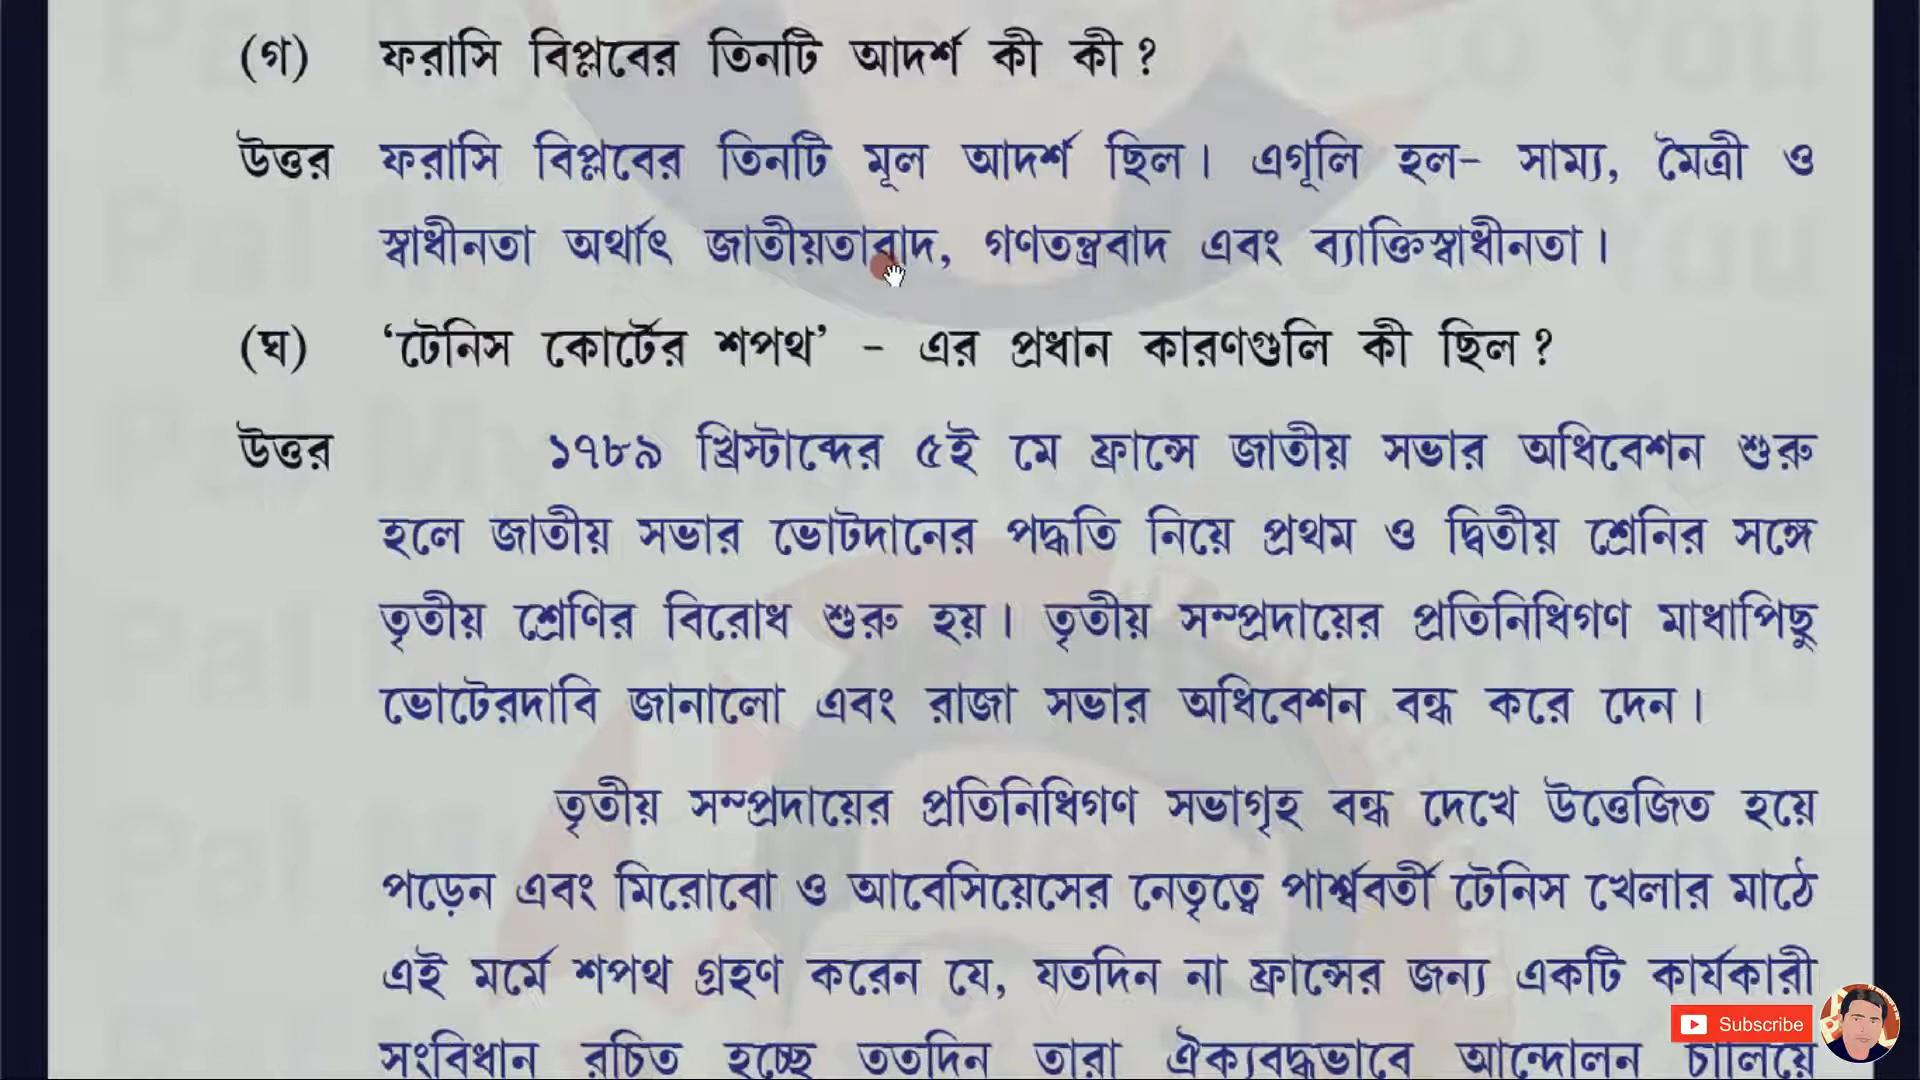 (গ) ফরাসি বিপ্লবের তিনটি আদর্শ কী কী ?
উত্তর ফরাসি বিপ্লবের তিনটি মূল আদর্শ ছিল। এগূলি হল- সাম্য, মৈত্রী ও
স্বাধীনতা অর্থাৎ জাতীয়তাবাদ, গণতন্ত্রবাদ এবং ব্যাক্তিস্বাধীনতা।
(ঘ) ‘টেনিস কোর্টের শপথ’ - এর প্রধান কারণগুলি কী ছিল ?
উত্তর ১৭৮৯ খ্রিস্টাব্দের ৫ই মে ফ্রান্সে জাতীয় সভার অধিবেশন শুরু
হলে জাতীয় সভার ভোটদানের পদ্ধতি নিয়ে প্রথম ও দ্বিতীয় শ্রেনির সঙ্গে
তৃতীয় শ্রেণির বিরোধ শুরু হয়। তৃতীয় সম্প্রদায়ের প্রতিনিধিগণ মাধাপিছু
ভোটেরদাবি জানালো এবং রাজা সভার অধিবেশন বন্ধ করে দেন।
তৃতীয় সম্প্রদায়ের প্রতিনিধিগণ সভাগৃহ বন্ধ দেখে উত্তেজিত হয়ে
পড়েন এবং মিরোবো ও আবেসিয়েসের নেতৃত্বে পার্শ্ববর্তী টেনিস খেলার মাঠে
এই মর্মে শপথ গ্রহণ করেন যে, যতদিন না ফ্রান্সের জন্য একটি কার্যকারী
সংবিধান রচিত হচ্ছে ততদিন তারা ঐক্যবদ্ধভাবে আন্দোলন চালিয়ে
Subscribe